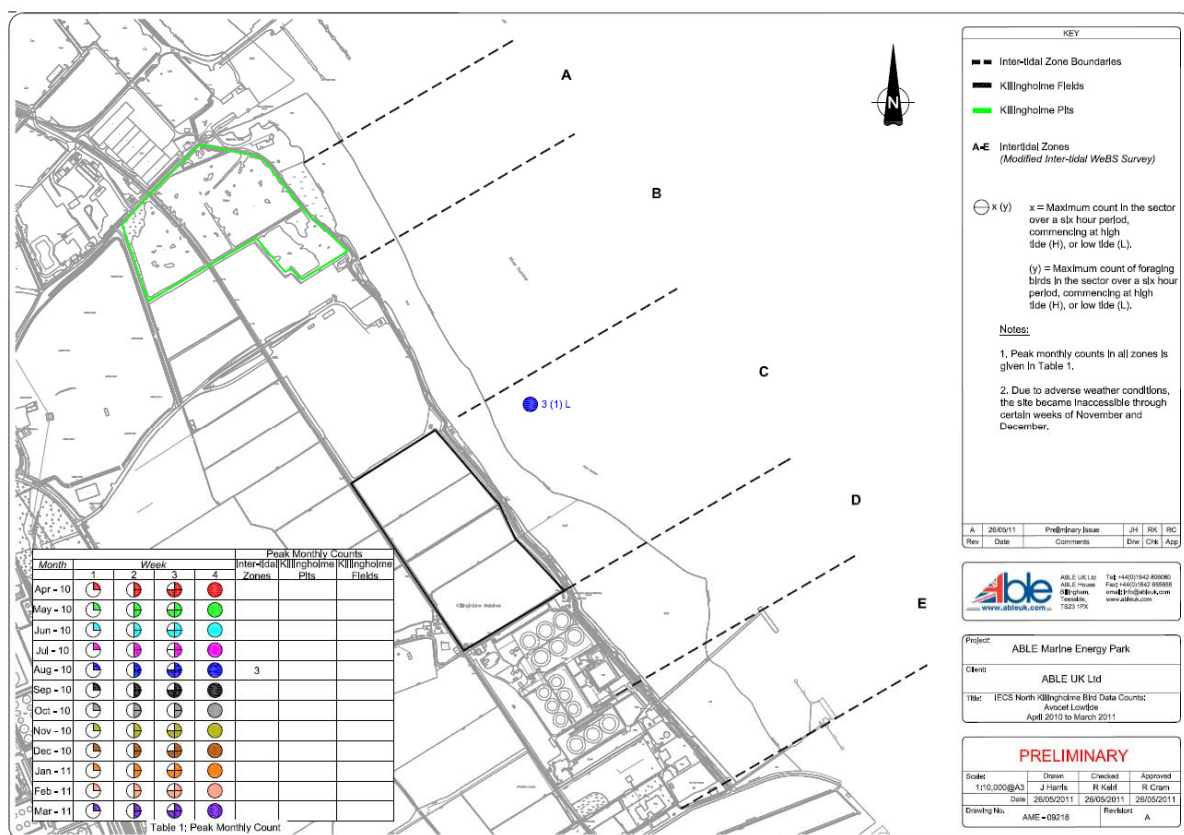 A
B
C
D
E
N
3 (1) L
KEY
Inter-tidal Zone Boundaries
Killingholme Fields
Killingholme Pits
A-E Intertidal Zones
(Modified Inter-tidal WeBS Survey)
x (y) x = Maximum count in the sector
over a six hour period,
commencing at high
tide (H), or low tide (L).
(y) = Maximum count of foraging
birds in the sector over a six hour
period, commencing at high
tide (H), or low tide (L).
Notes:
1. Peak monthly counts in all zones is
given in Table 1.
2. Due to adverse weather conditions,
the site became inaccessible through
certain weeks of November and
December.
A 26/05/11 Preliminary Issue JH RK RC
Rev Date Comments Drw Chk App
able
www.ableuk.com
ABLE UK Ltd
ABLE House
Billingham,
Teesside,
TS23 1PX
Tel: +44(0)1642 806080
Fax: +44(0)1642 655655
email: info@ableuk.com
www.ableuk.com
Project:
ABLE Marine Energy Park
Client:
ABLE UK Ltd
Title: IECS North Killingholme Bird Data Counts:
Avocet Lowtide
April 2010 to March 2011
PRELIMINARY
Scale: Drawn Checked Approved
1:10,000@A3 J Harris R Keirl R Cram
Date 26/05/2011 26/05/2011 26/05/2011
Drawing No. Revision
AME - 09218 A
Month Week Peak Monthly Counts
1 2 3 4 Inter-tidal Zones Killingholme Pits Killingholme Fields
Apr - 10
May - 10
Jun - 10
Jul - 10
Aug - 10 3
Sep - 10
Oct - 10
Nov - 10
Dec - 10
Jan - 11
Feb - 11
Mar - 11
Table 1: Peak Monthly Count